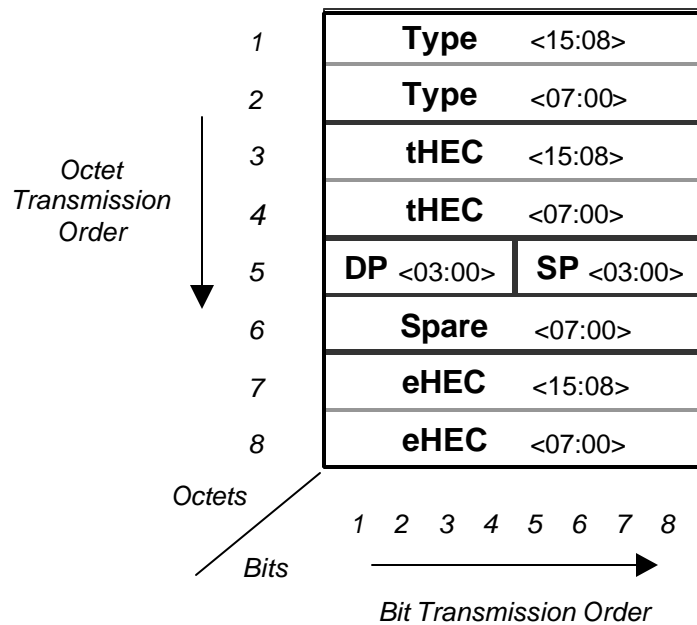 1 Type <15:08>
2 Type <07:00>
3 tHEC <15:08>
Octet
Transmission
Order
4 tHEC <07:00>
5 DP <03:00> SP <03:00>
6 Spare <07:00>
7 eHEC <15:08>
8 eHEC <07:00>
Octets
Bits
1 2 3 4 5 6 7 8
Bit Transmission Order